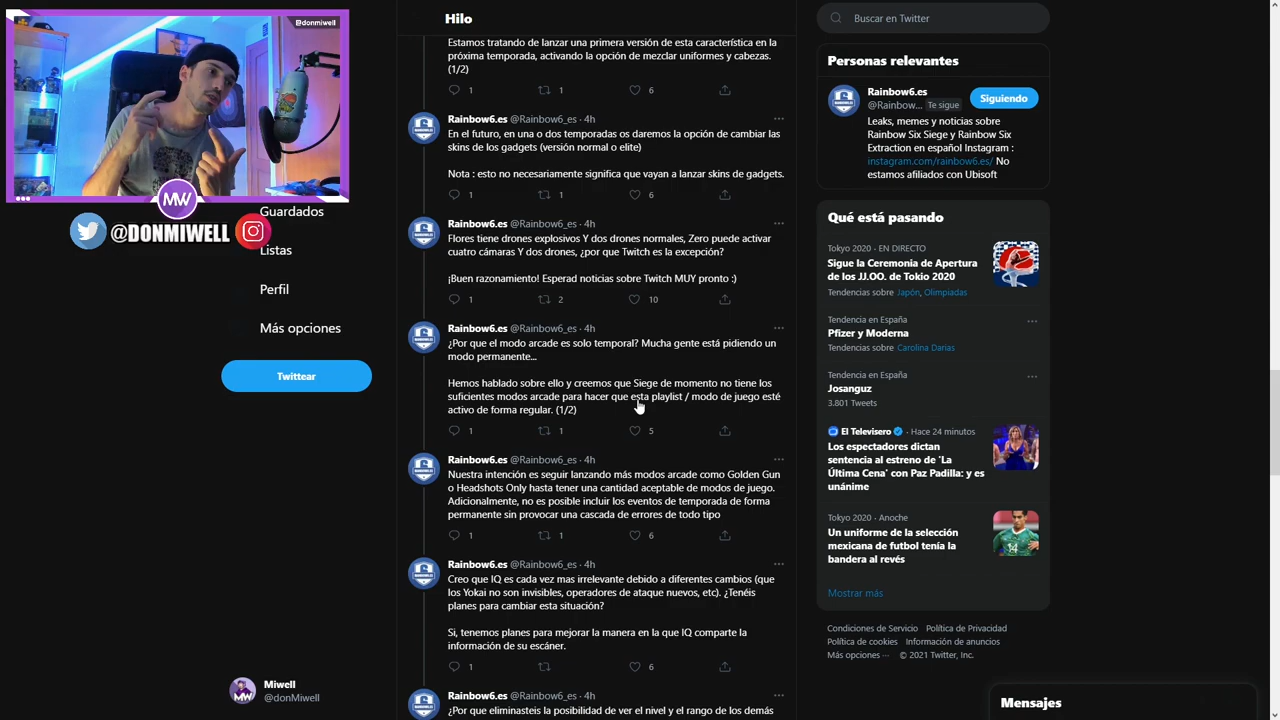 @donmiwell
MW
@DONMIWELL
Guardados
Listas
Perfil
Más opciones
Twittear
Miwell
@donMiwell
Hilo
Estamos tratando de lanzar una primera versión de esta característica en la
próxima temporada, activando la opción de mezclar uniformes y cabezas.
(1/2)
1 1 6
Rainbow6.es @Rainbow6_es · 4h
En el futuro, en una o dos temporadas os daremos la opción de cambiar las
skins de los gadgets (versión normal o elite)
Nota : esto no necesariamente significa que vayan a lanzar skins de gadgets.
1 1 6
Rainbow6.es @Rainbow6_es · 4h
Flores tiene drones explosivos Y dos drones normales, Zero puede activar
cuatro cámaras Y dos drones, ¿por que Twitch es la excepción?
¡Buen razonamiento! Esperad noticias sobre Twitch MUY pronto :)
1 2 10
Rainbow6.es @Rainbow6_es · 4h
¿Por que el modo arcade es solo temporal? Mucha gente está pidiendo un
modo permanente...
Hemos hablado sobre ello y creemos que Siege de momento no tiene los
suficientes modos arcade para hacer que esta playlist / modo de juego esté
activo de forma regular. (1/2)
1 1 5
Rainbow6.es @Rainbow6_es · 4h
Nuestra intención es seguir lanzando más modos arcade como Golden Gun
o Headshots Only hasta tener una cantidad aceptable de modos de juego.
Adicionalmente, no es posible incluir los eventos de temporada de forma
permanente sin provocar una cascada de errores de todo tipo
1 1 6
Rainbow6.es @Rainbow6_es · 4h
Creo que IQ es cada vez mas irrelevante debido a diferentes cambios (que
los Yokai no son invisibles, operadores de ataque nuevos, etc). ¿Tenéis
planes para cambiar esta situación?
Si, tenemos planes para mejorar la manera en la que IQ comparte la
información de su escáner.
1 6
Rainbow6.es @Rainbow6_es · 4h
¿Por que eliminasteis la posibilidad de ver el nivel y el rango de los demás
Buscar en Twitter
Personas relevantes
Rainbow6.es
@Rainbow... Te sigue
Siguiendo
Leaks, memes y noticias sobre
Rainbow Six Siege y Rainbow Six
Extraction en español Instagram :
instagram.com/rainbow6.es/ No
estamos afiliados con Ubisoft
Qué está pasando
Tokyo 2020 · EN DIRECTO
Sigue la Ceremonia de Apertura
de los JJ.OO. de Tokio 2020
Tendencias sobre Japón, Olimpiadas
Tendencia en España
Pfizer y Moderna
Tendencias sobre Carolina Darias
Tendencia en España
Josanguz
3.801 Tweets
El Televisero · Hace 24 minutos
Los espectadores dictan
sentencia al estreno de 'La
Última Cena' con Paz Padilla: y es
unánime
Tokyo 2020 · Anoche
Un uniforme de la selección
mexicana de futbol tenía la
bandera al revés
14
Mostrar más
Condiciones de Servicio Política de Privacidad
Política de cookies Información de anuncios
Más opciones ··· © 2021 Twitter, Inc.
Mensajes